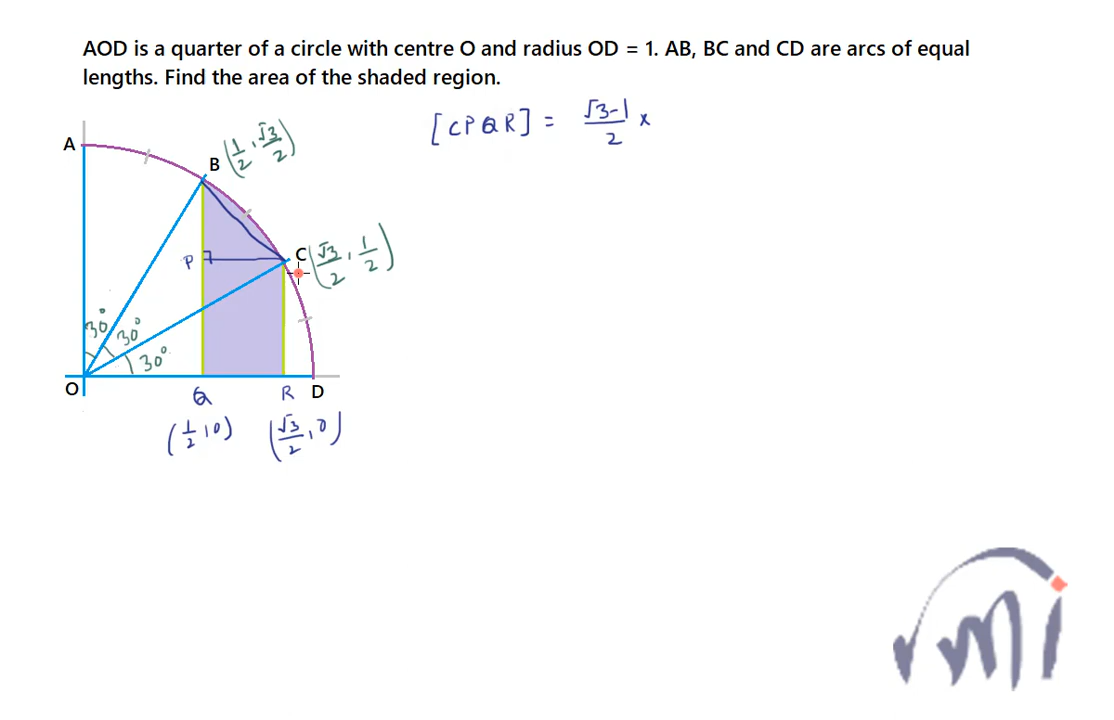 AOD is a quarter of a circle with centre O and radius OD = 1. AB, BC and CD are arcs of equal
lengths. Find the area of the shaded region.
[CPQR] = √3-1/2 x
A
B (1/2, √3/2)
P
C (√3/2, 1/2)
30° 30°
30°
O
Q R D
(1/2, 0) (√3/2, 0)
vmi